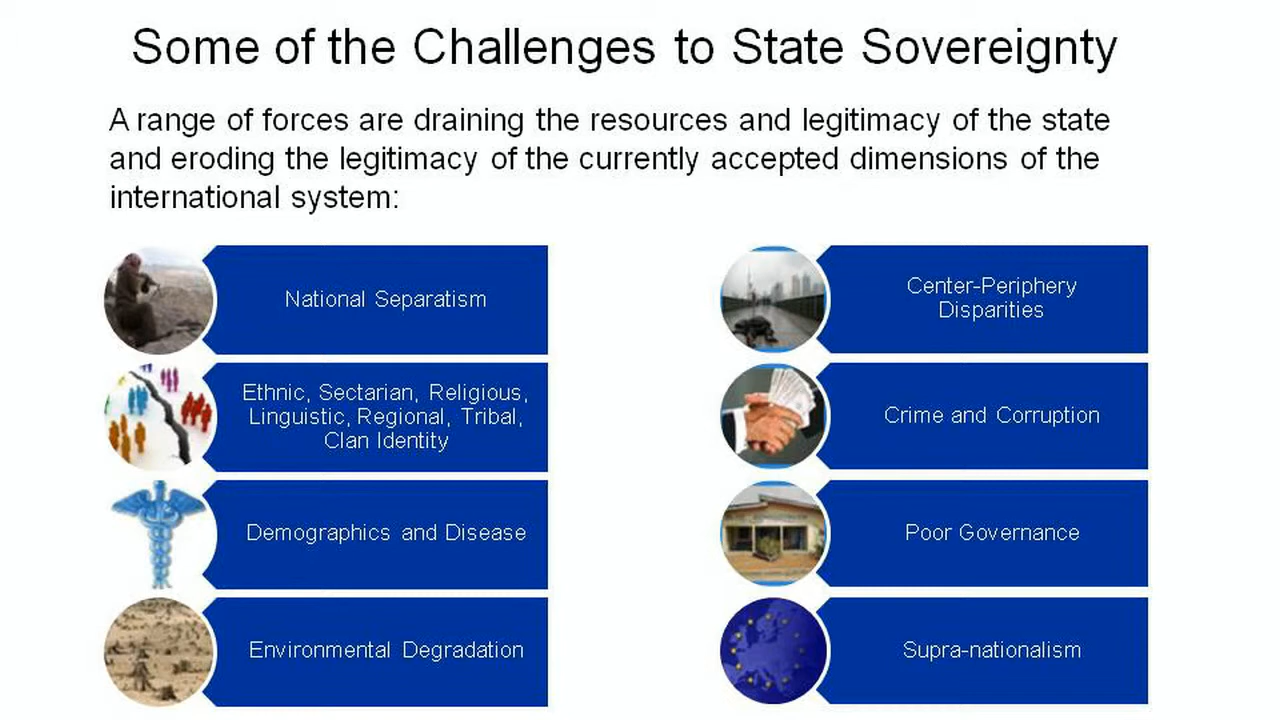 Some of the Challenges to State Sovereignty
A range of forces are draining the resources and legitimacy of the state
and eroding the legitimacy of the currently accepted dimensions of the
international system:
National Separatism
Ethnic, Sectarian, Religious,
Linguistic, Regional, Tribal,
Clan Identity
Demographics and Disease
Environmental Degradation
Center-Periphery
Disparities
Crime and Corruption
Poor Governance
Supra-nationalism